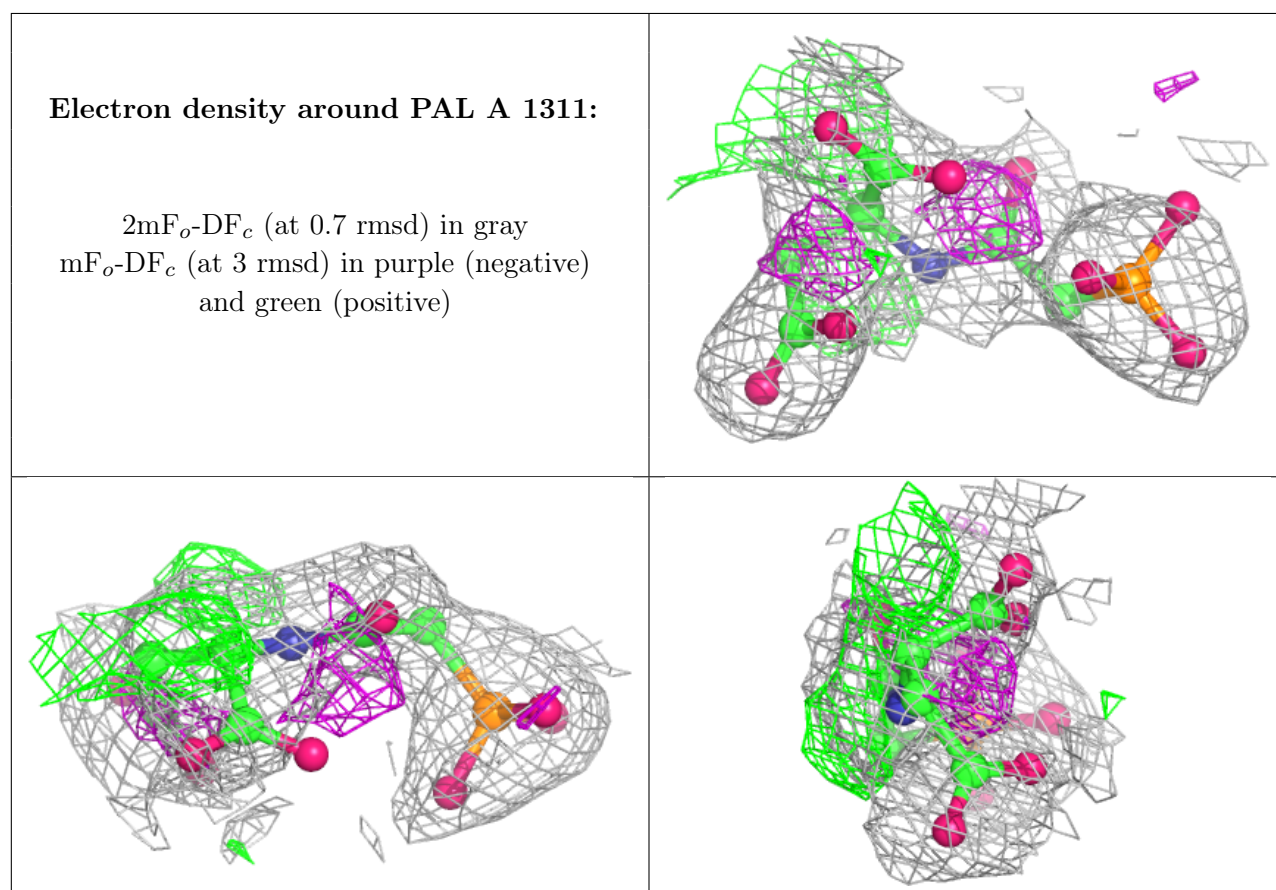 Electron density around PAL A 1311:
2mFo-DFc (at 0.7 rmsd) in gray
mFo-DFc (at 3 rmsd) in purple (negative)
and green (positive)